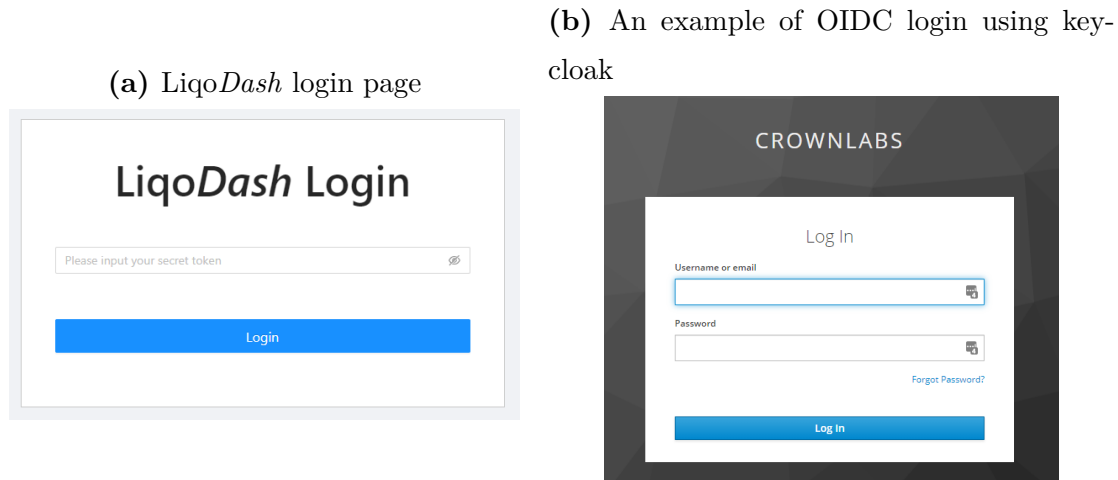 (a) LiqoDash login page
LiqoDash Login
Please input your secret token
Login
(b) An example of OIDC login using key-
cloak
CROWNLABS
Log In
Username or email
Password
Forgot Password?
Log In